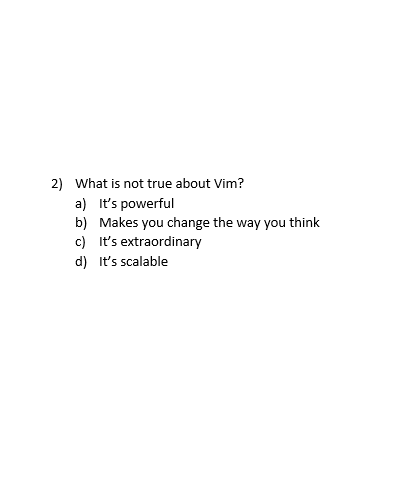 2) What is not true about Vim?
a) It's powerful
b) Makes you change the way you think
c) It's extraordinary
d) It's scalable